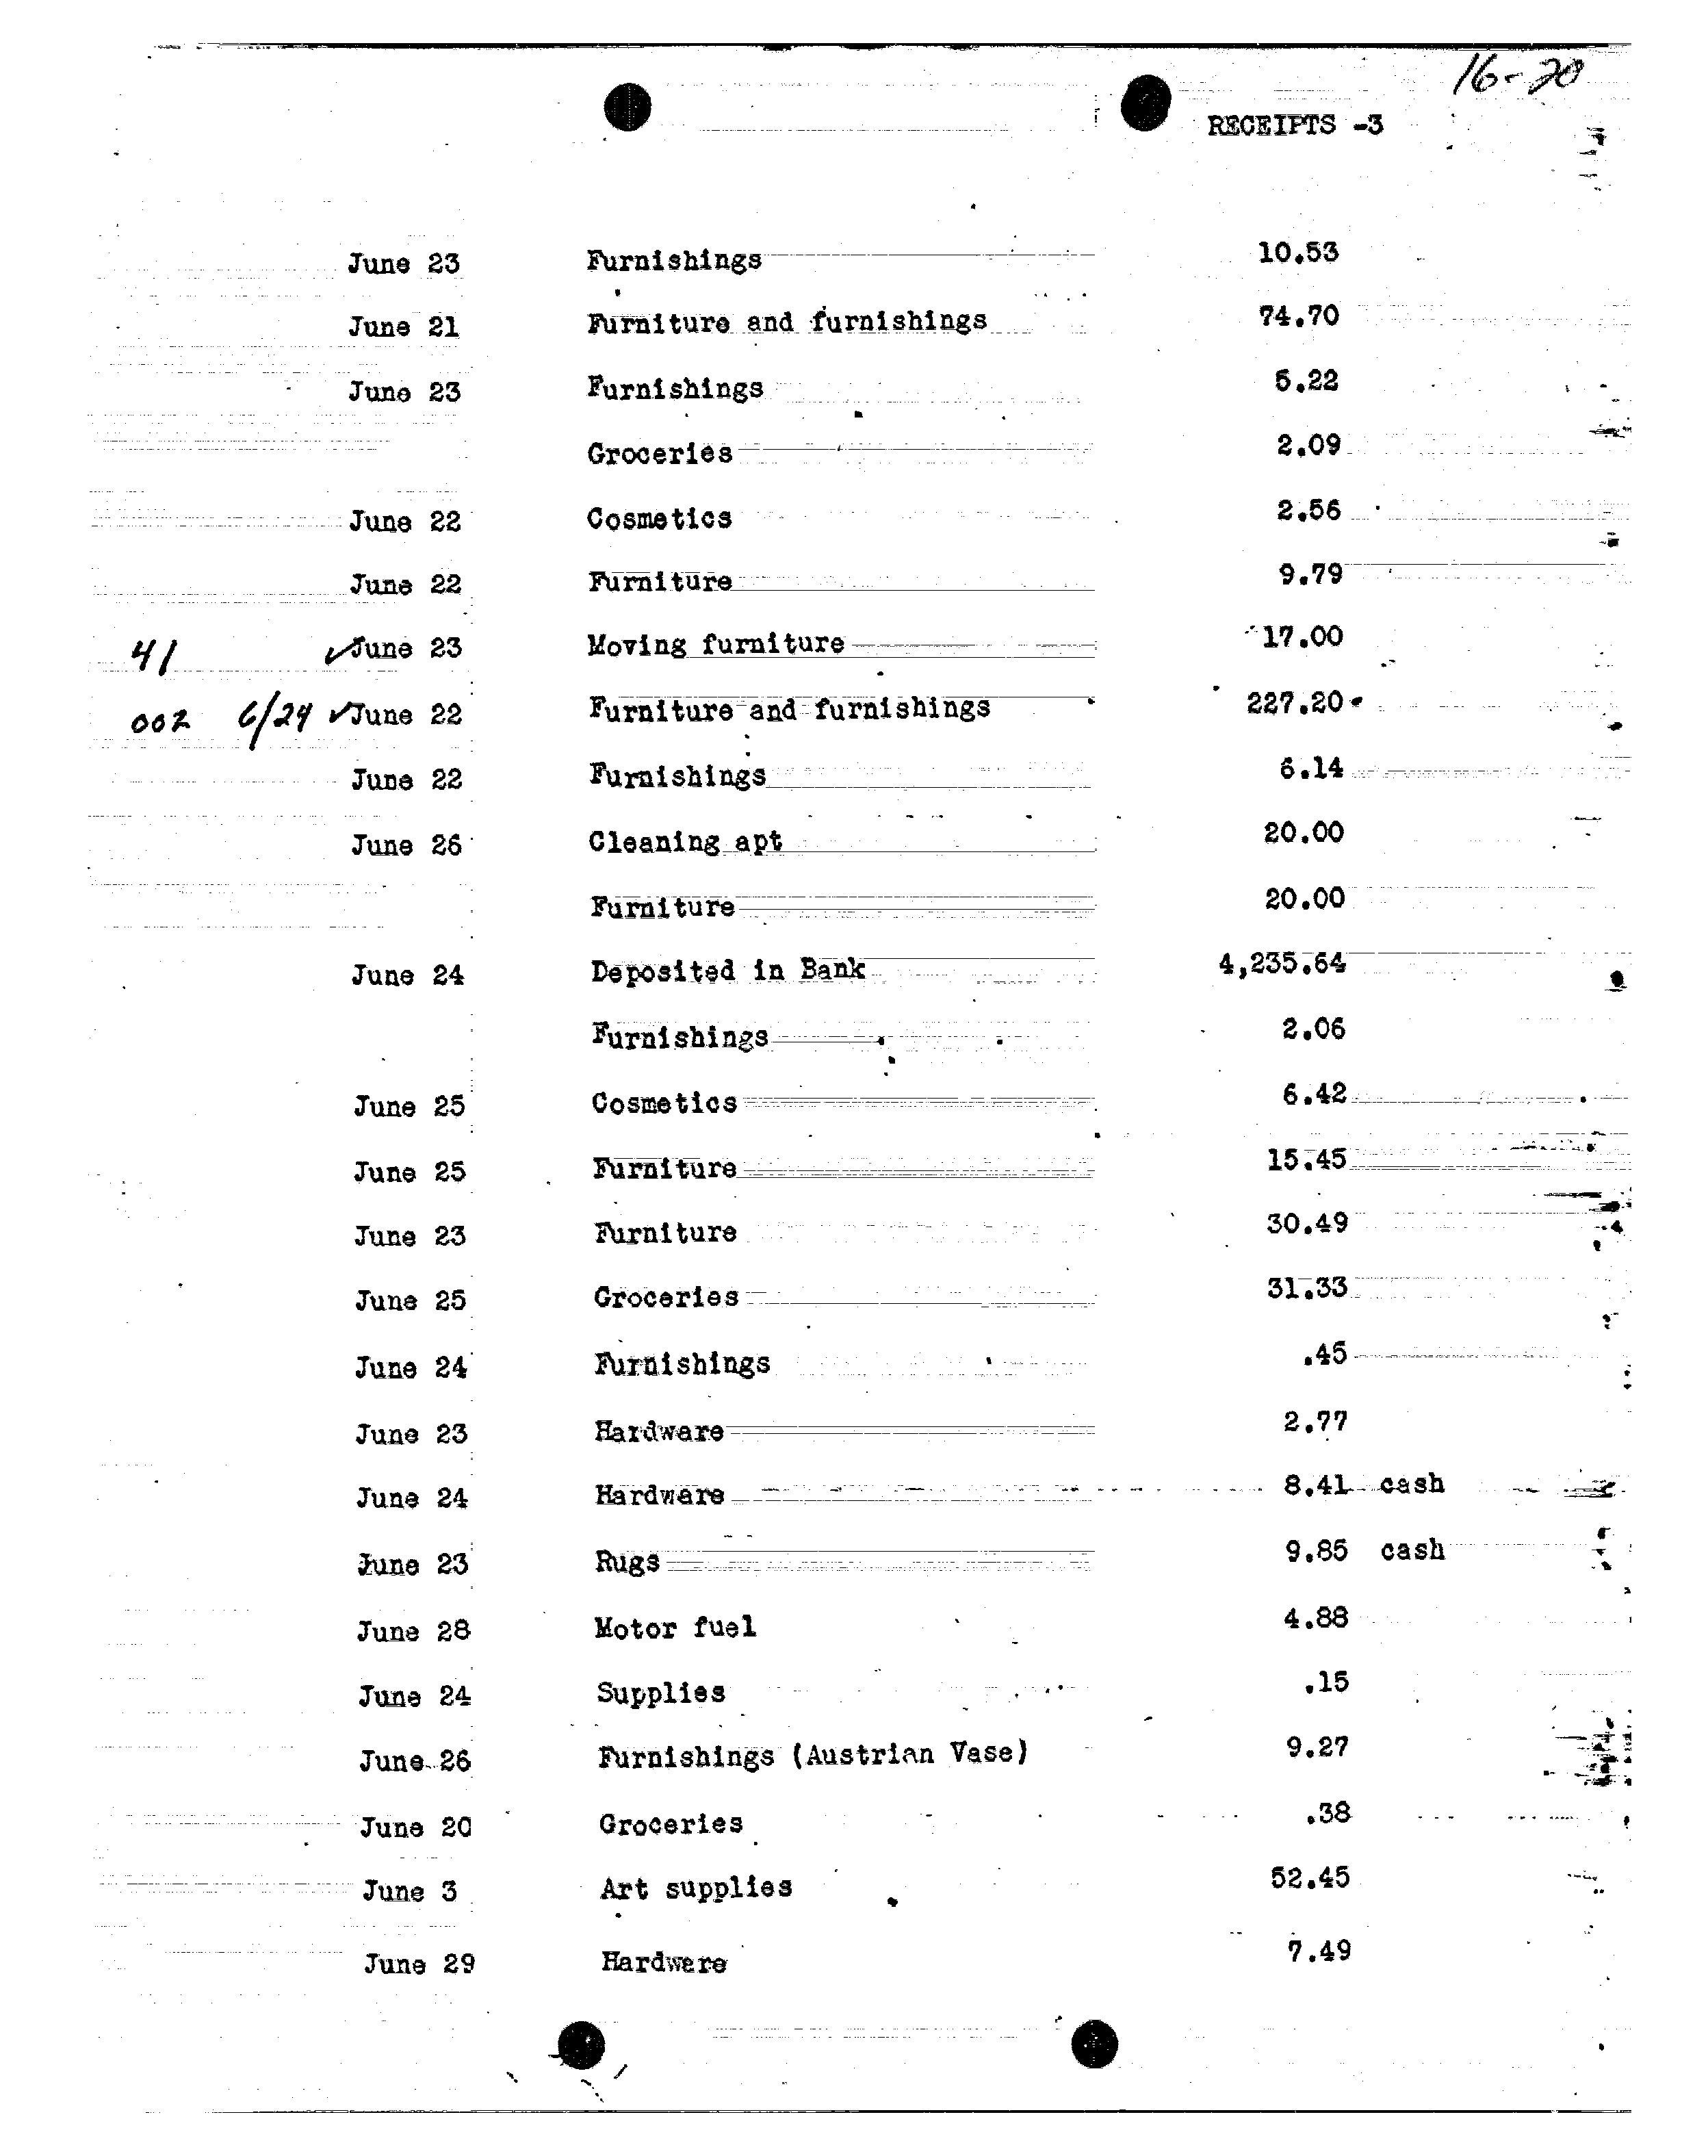 16-20
RECEIPTS -3
June 23 Furnishings 10.53
June 21 Furniture and furnishings 74.70
June 23 Furnishings 5.22
Groceries 2.09
June 22 Cosmetics 2.56
June 22 Furniture 9.79
41 ✓June 23 Moving furniture 17.00
002 6/24 ✓June 22 Furniture and furnishings 227.20
June 22 Furnishings 6.14
June 26 Cleaning apt 20.00
Furniture 20.00
June 24 Deposited in Bank 4,235.64
Furnishings 2.06
June 25 Cosmetics 6.42
June 25 Furniture 15.45
June 23 Furniture 30.49
June 25 Groceries 31.33
June 24 Furnishings .45
June 23 Hardware 2.77
June 24 Hardware 8.41 cash
June 23 Rugs 9.85 cash
June 28 Motor fuel 4.88
June 24 Supplies .15
June 26 Furnishings (Austrian Vase) 9.27
June 20 Groceries .38
June 3 Art supplies 52.45
June 29 Hardware 7.49